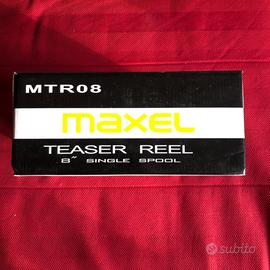 MTR08
maxel
TEASER REEL
8" SINGLE SPOOL
subito